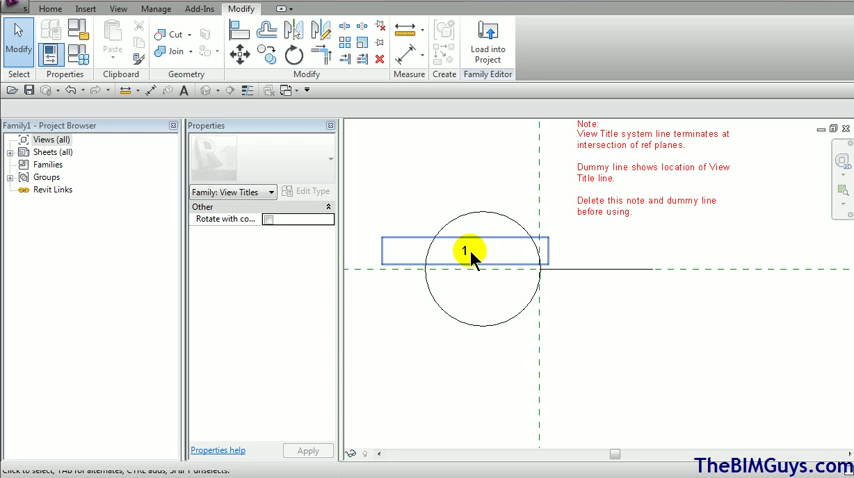 Home Insert View Manage Add-Ins Modify
Modify
Paste
Cut
Join
Load into
Project
Select Properties Clipboard Geometry Modify Measure Create Family Editor
Family1 - Project Browser
Views (all)
Sheets (all)
Families
Groups
Revit Links
Properties
Family: View Titles
Edit Type
Other
Rotate with co...
Properties help
Apply
Note:
View Title system line terminates at
intersection of ref planes.
Dummy line shows location of View
Title line.
Delete this note and dummy line
before using.
1
Click to select, TAB for alternates, CTRL adds, SHIFT unselects.
TheBIMGuys.com